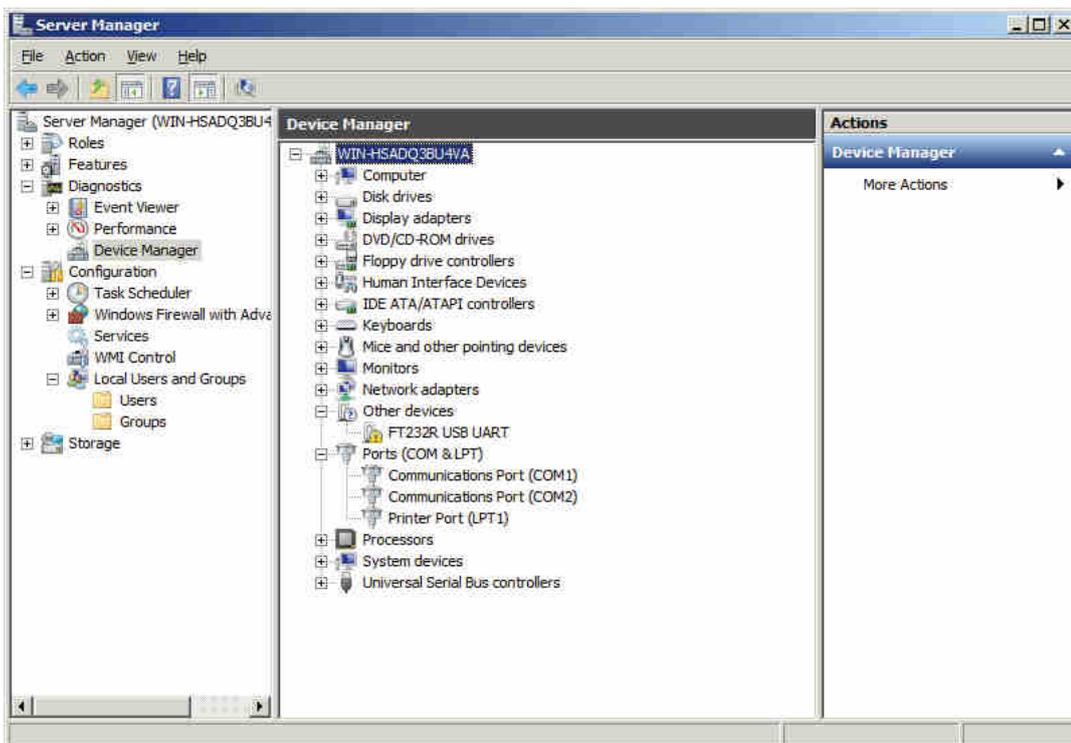 Server Manager
File Action View Help
Server Manager (WIN-HSADQ3BU4
Roles
Features
Diagnostics
Event Viewer
Performance
Device Manager
Configuration
Task Scheduler
Windows Firewall with Adva
Services
WMI Control
Local Users and Groups
Users
Groups
Storage
Device Manager
WIN-HSADQ3BU4VA
Computer
Disk drives
Display adapters
DVD/CD-ROM drives
Floppy drive controllers
Human Interface Devices
IDE ATA/ATAPI controllers
Keyboards
Mice and other pointing devices
Monitors
Network adapters
Other devices
FT232R USB UART
Ports (COM & LPT)
Communications Port (COM1)
Communications Port (COM2)
Printer Port (LPT1)
Processors
System devices
Universal Serial Bus controllers
Actions
Device Manager
More Actions